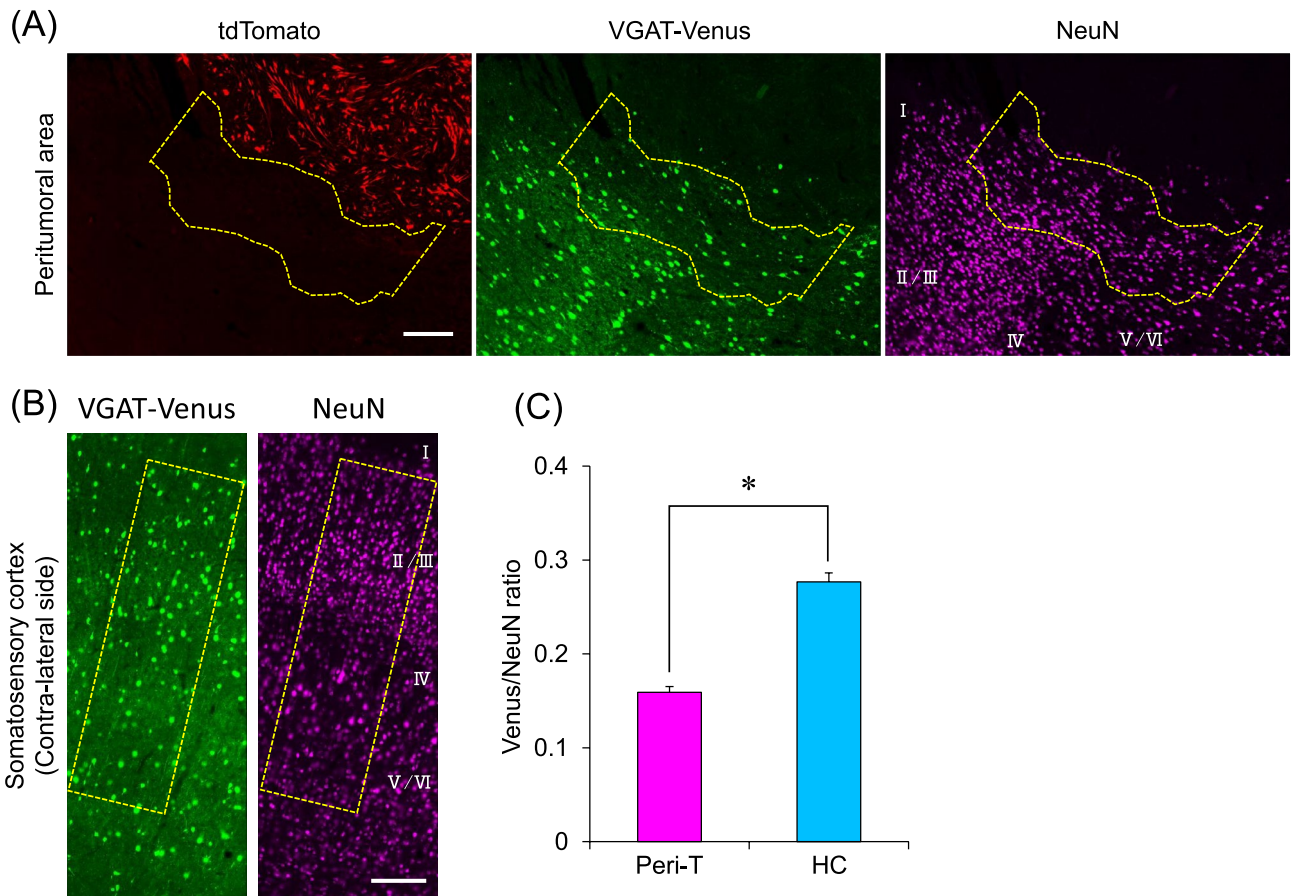 (A)
tdTomato
VGAT-Venus
NeuN
Peritumoral area
I
II/III
IV
V/VI
(B)
VGAT-Venus
NeuN
Somatosensory cortex
(Contra-lateral side)
I
II/III
IV
V/VI
(C)
Venus/NeuN ratio
0.4
0.3
0.2
0.1
0
*
Peri-T
HC